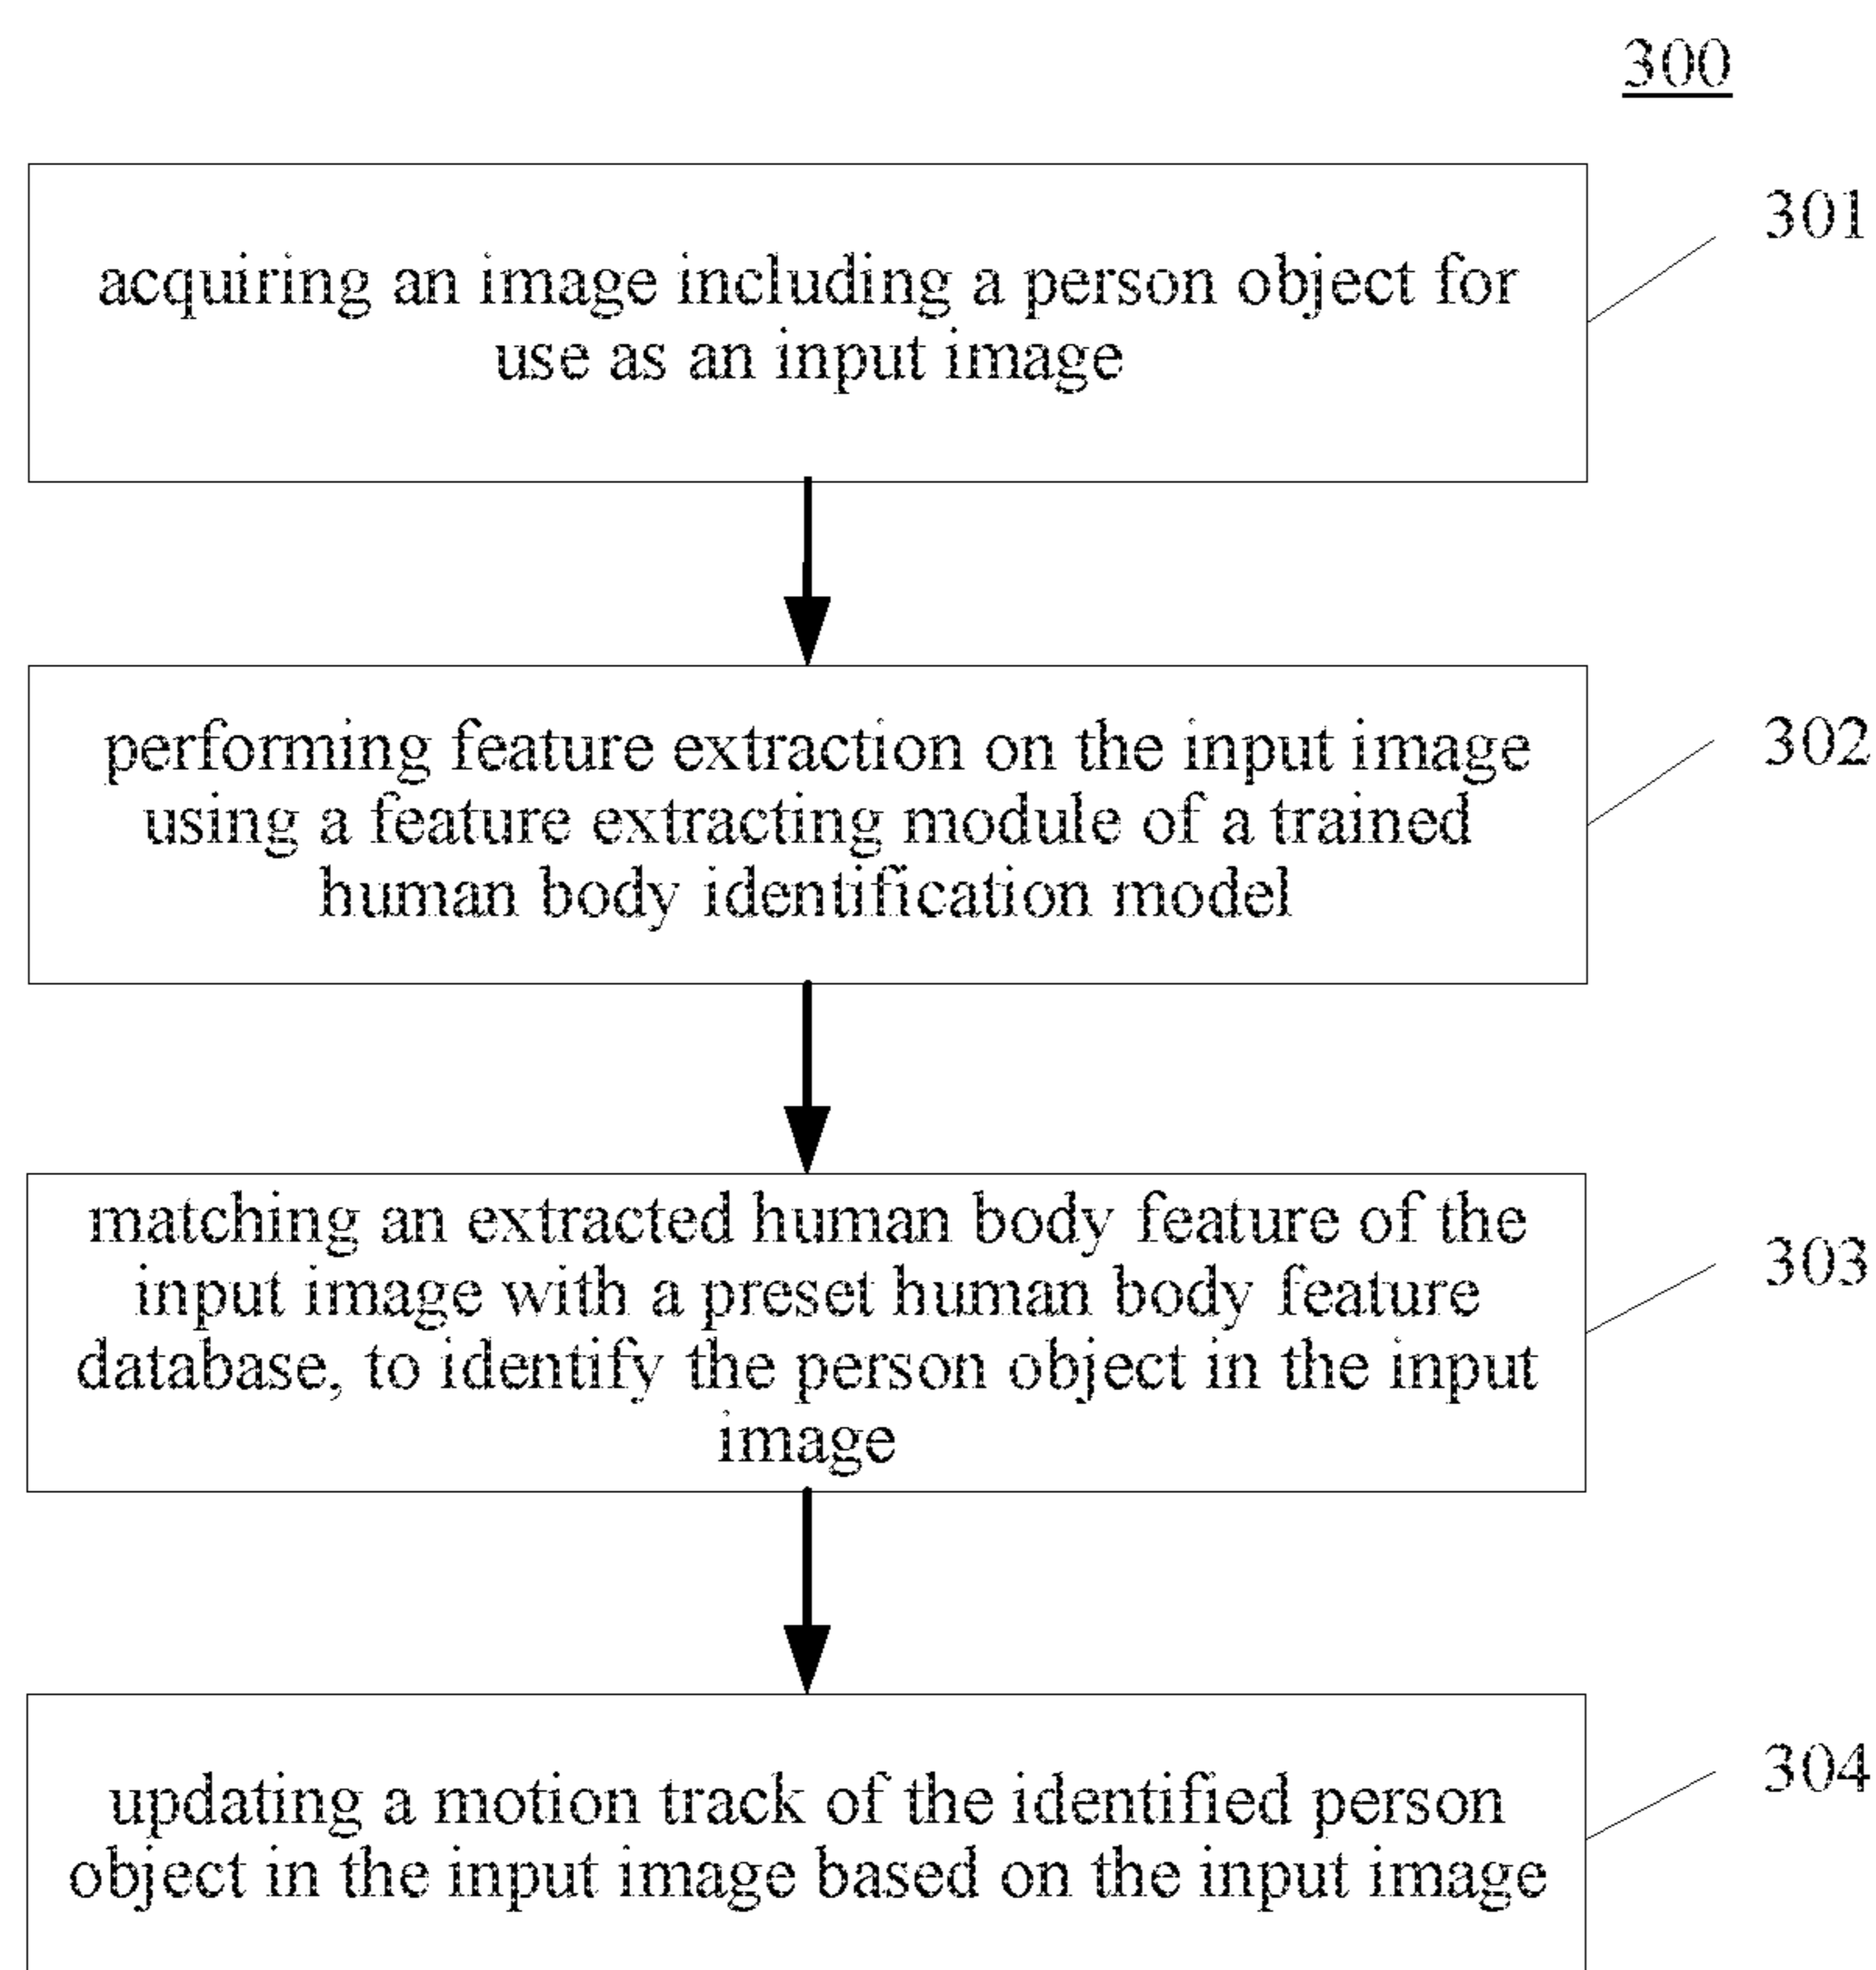 300
acquiring an image including a person object for
use as an input image
301
performing feature extraction on the input image
using a feature extracting module of a trained
human body identification model
302
matching an extracted human body feature of the
input image with a preset human body feature
database, to identify the person object in the input
image
303
updating a motion track of the identified person
object in the input image based on the input image
304